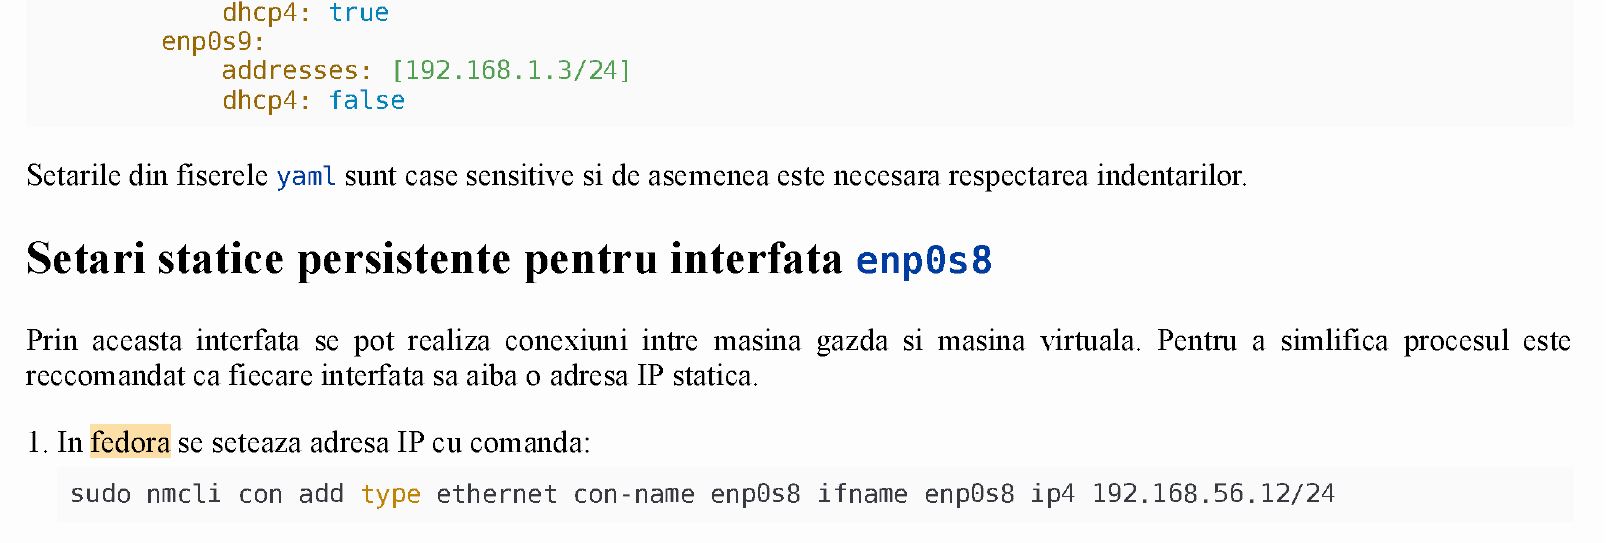 dhcp4: true
enp0s9:
addresses: [192.168.1.3/24]
dhcp4: false
Setarile din fiserele yaml sunt case sensitive si de asemenea este necesara respectarea indentarilor.
Setari statice persistente pentru interfata enp0s8
Prin aceasta interfata se pot realiza conexiuni intre masina gazda si masina virtuala. Pentru a simlifica procesul este
reccomandat ca fiecare interfata sa aiba o adresa IP statica.
1. In fedora se seteaza adresa IP cu comanda:
sudo nmcli con add type ethernet con-name enp0s8 ifname enp0s8 ip4 192.168.56.12/24